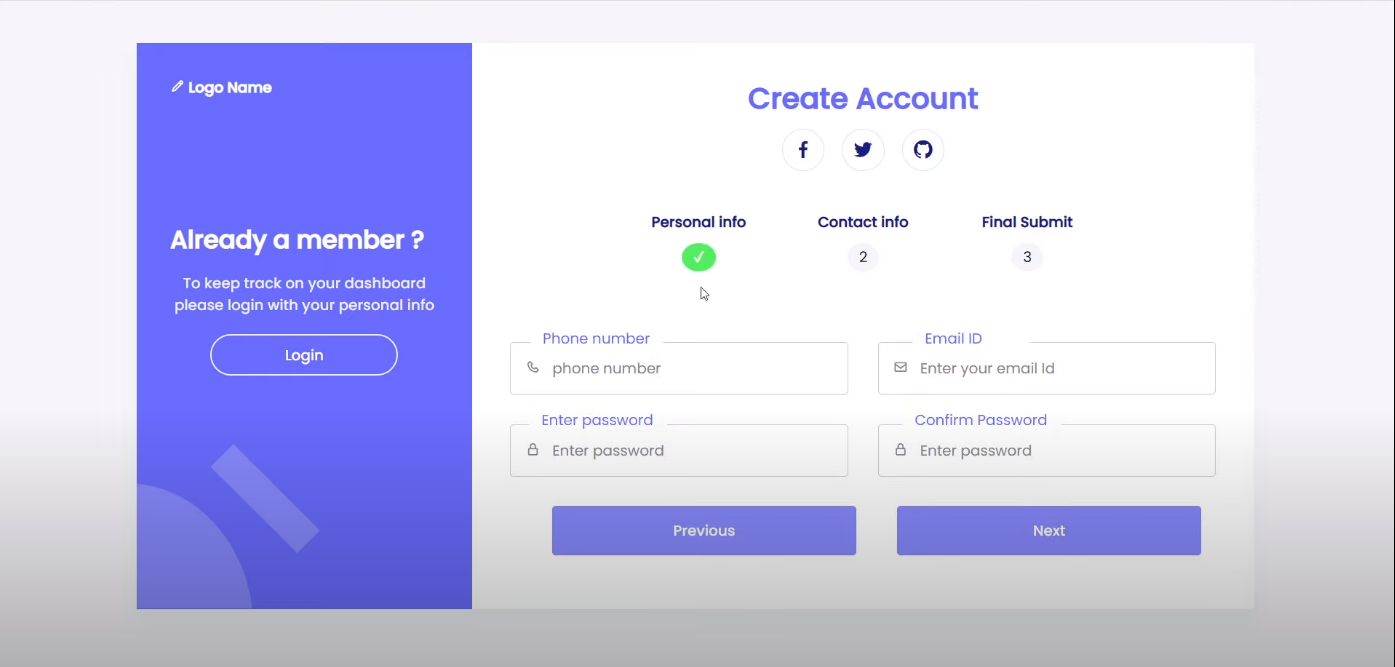 Logo Name
Already a member ?
To keep track on your dashboard
please login with your personal info
Login
Create Account
Personal info
Contact info
Final Submit
2
3
Phone number
phone number
Email ID
Enter your email Id
Enter password
Enter password
Confirm Password
Enter password
Previous
Next